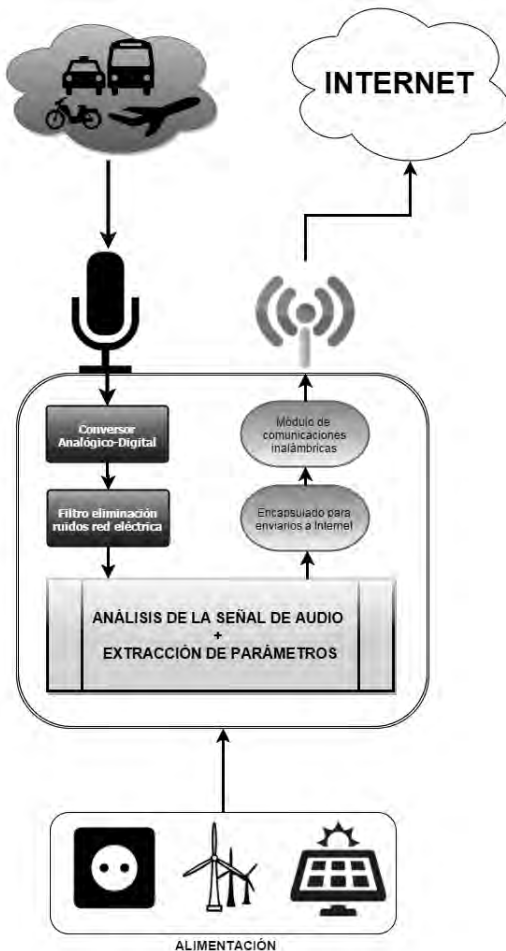 INTERNET
Conversor
Analógico-Digital
Filtro eliminación
ruidos red eléctrica
Módulo de
comunicaciones
inalámbricas
Encapsulado para
enviarlos a Internet
ANÁLISIS DE LA SEÑAL DE AUDIO
+
EXTRACCIÓN DE PARÁMETROS
ALIMENTACIÓN